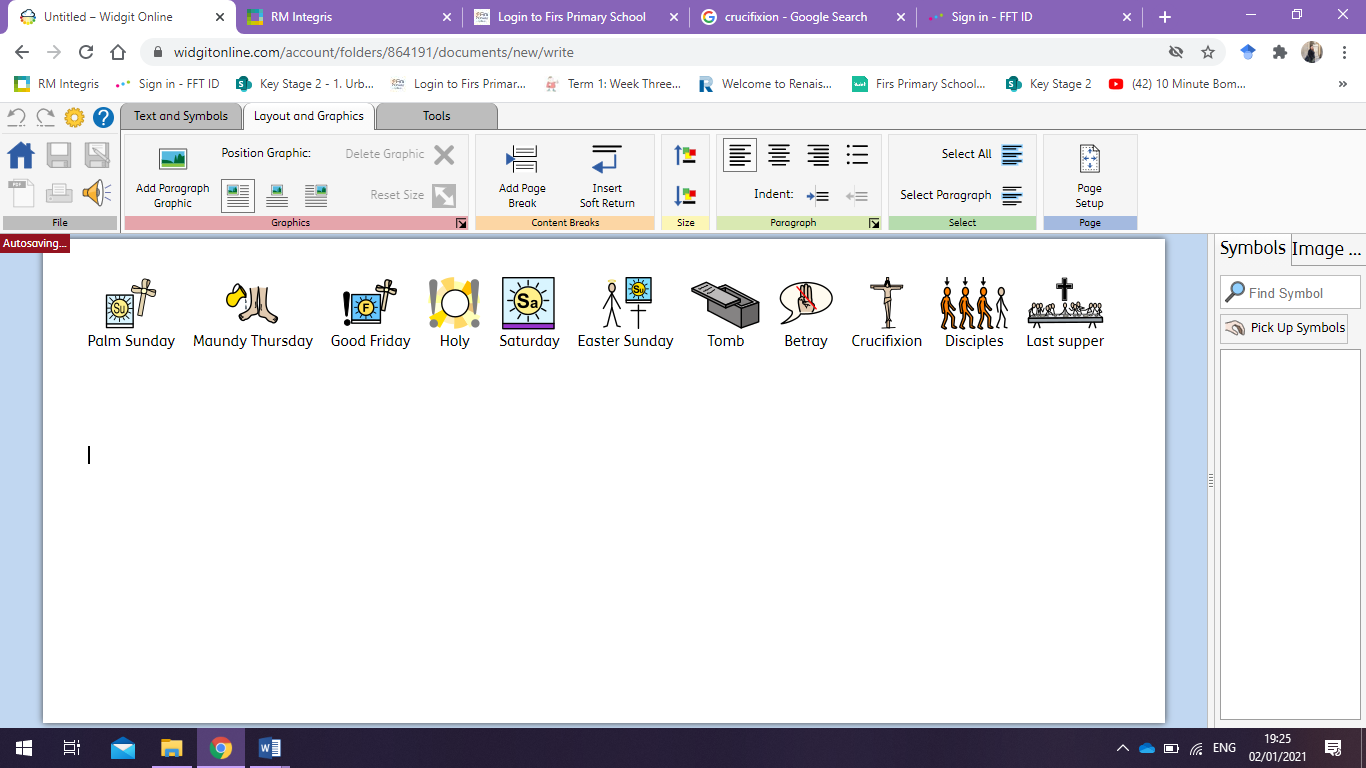 Untitled – Widgit Online
RM Integris
Login to Firs Primary School
crucifixion - Google Search
Sign in - FFT ID
widgitonline.com/account/folders/864191/documents/new/write
RM Integris
Sign in - FFT ID
Key Stage 2 - 1. Urb...
Login to Firs Primar...
Term 1: Week Three...
Welcome to Renais...
Firs Primary School...
Key Stage 2
(42) 10 Minute Bom...
»
Text and Symbols
Layout and Graphics
Tools
Position Graphic:
Delete Graphic
Select All
Add Paragraph
Graphic
Reset Size
Add Page
Break
Insert
Soft Return
Indent:
Select Paragraph
Page
Setup
PDF
File
Graphics
Content Breaks
Size
Paragraph
Select
Page
Autosaving...
Symbols
Image ...
Find Symbol
Pick Up Symbols
Su
F
Sa
Su
Palm Sunday
Maundy Thursday
Good Friday
Holy
Saturday
Easter Sunday
Tomb
Betray
Crucifixion
Disciples
Last supper
ENG
19:25
02/01/2021